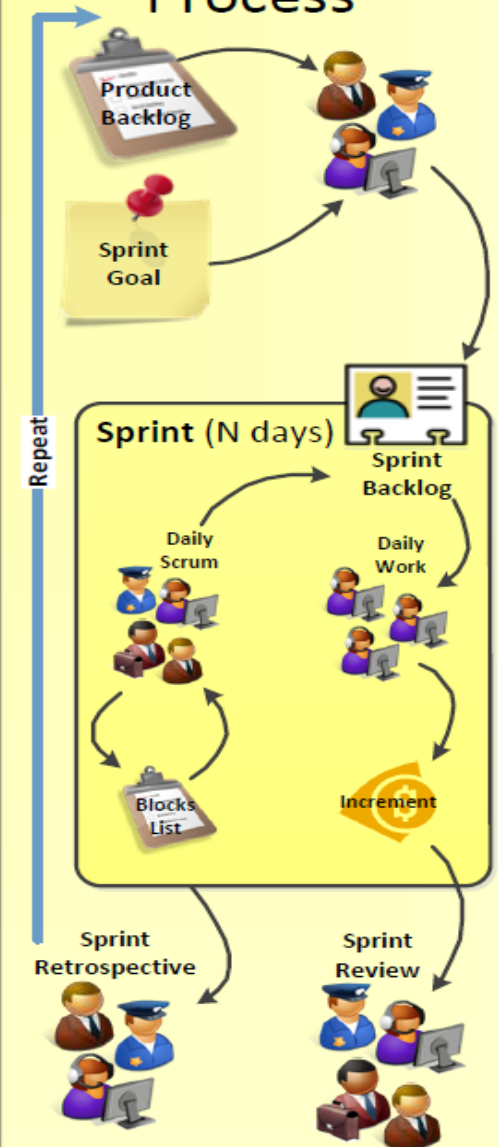 Process
Product
Backlog
Sprint
Goal
Repeat
Sprint (N days)
Sprint
Backlog
Daily
Scrum
Daily
Work
Blocks
List
Increment
Sprint
Retrospective
Sprint
Review